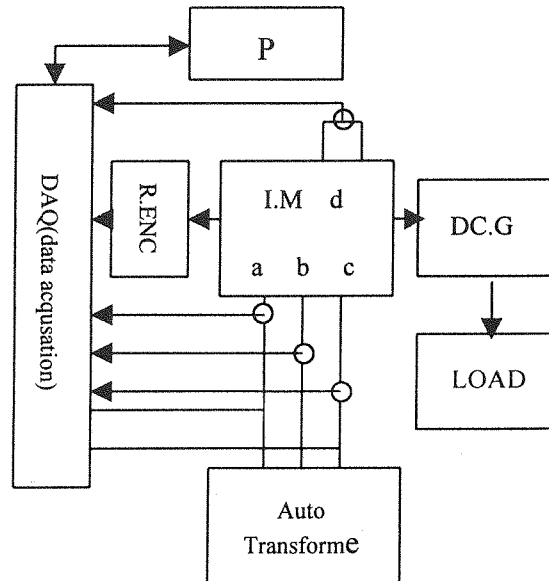 P
DAQ(data acqusation)
R.ENC
I.M d
a b c
DC.G
LOAD
Auto
Transforme